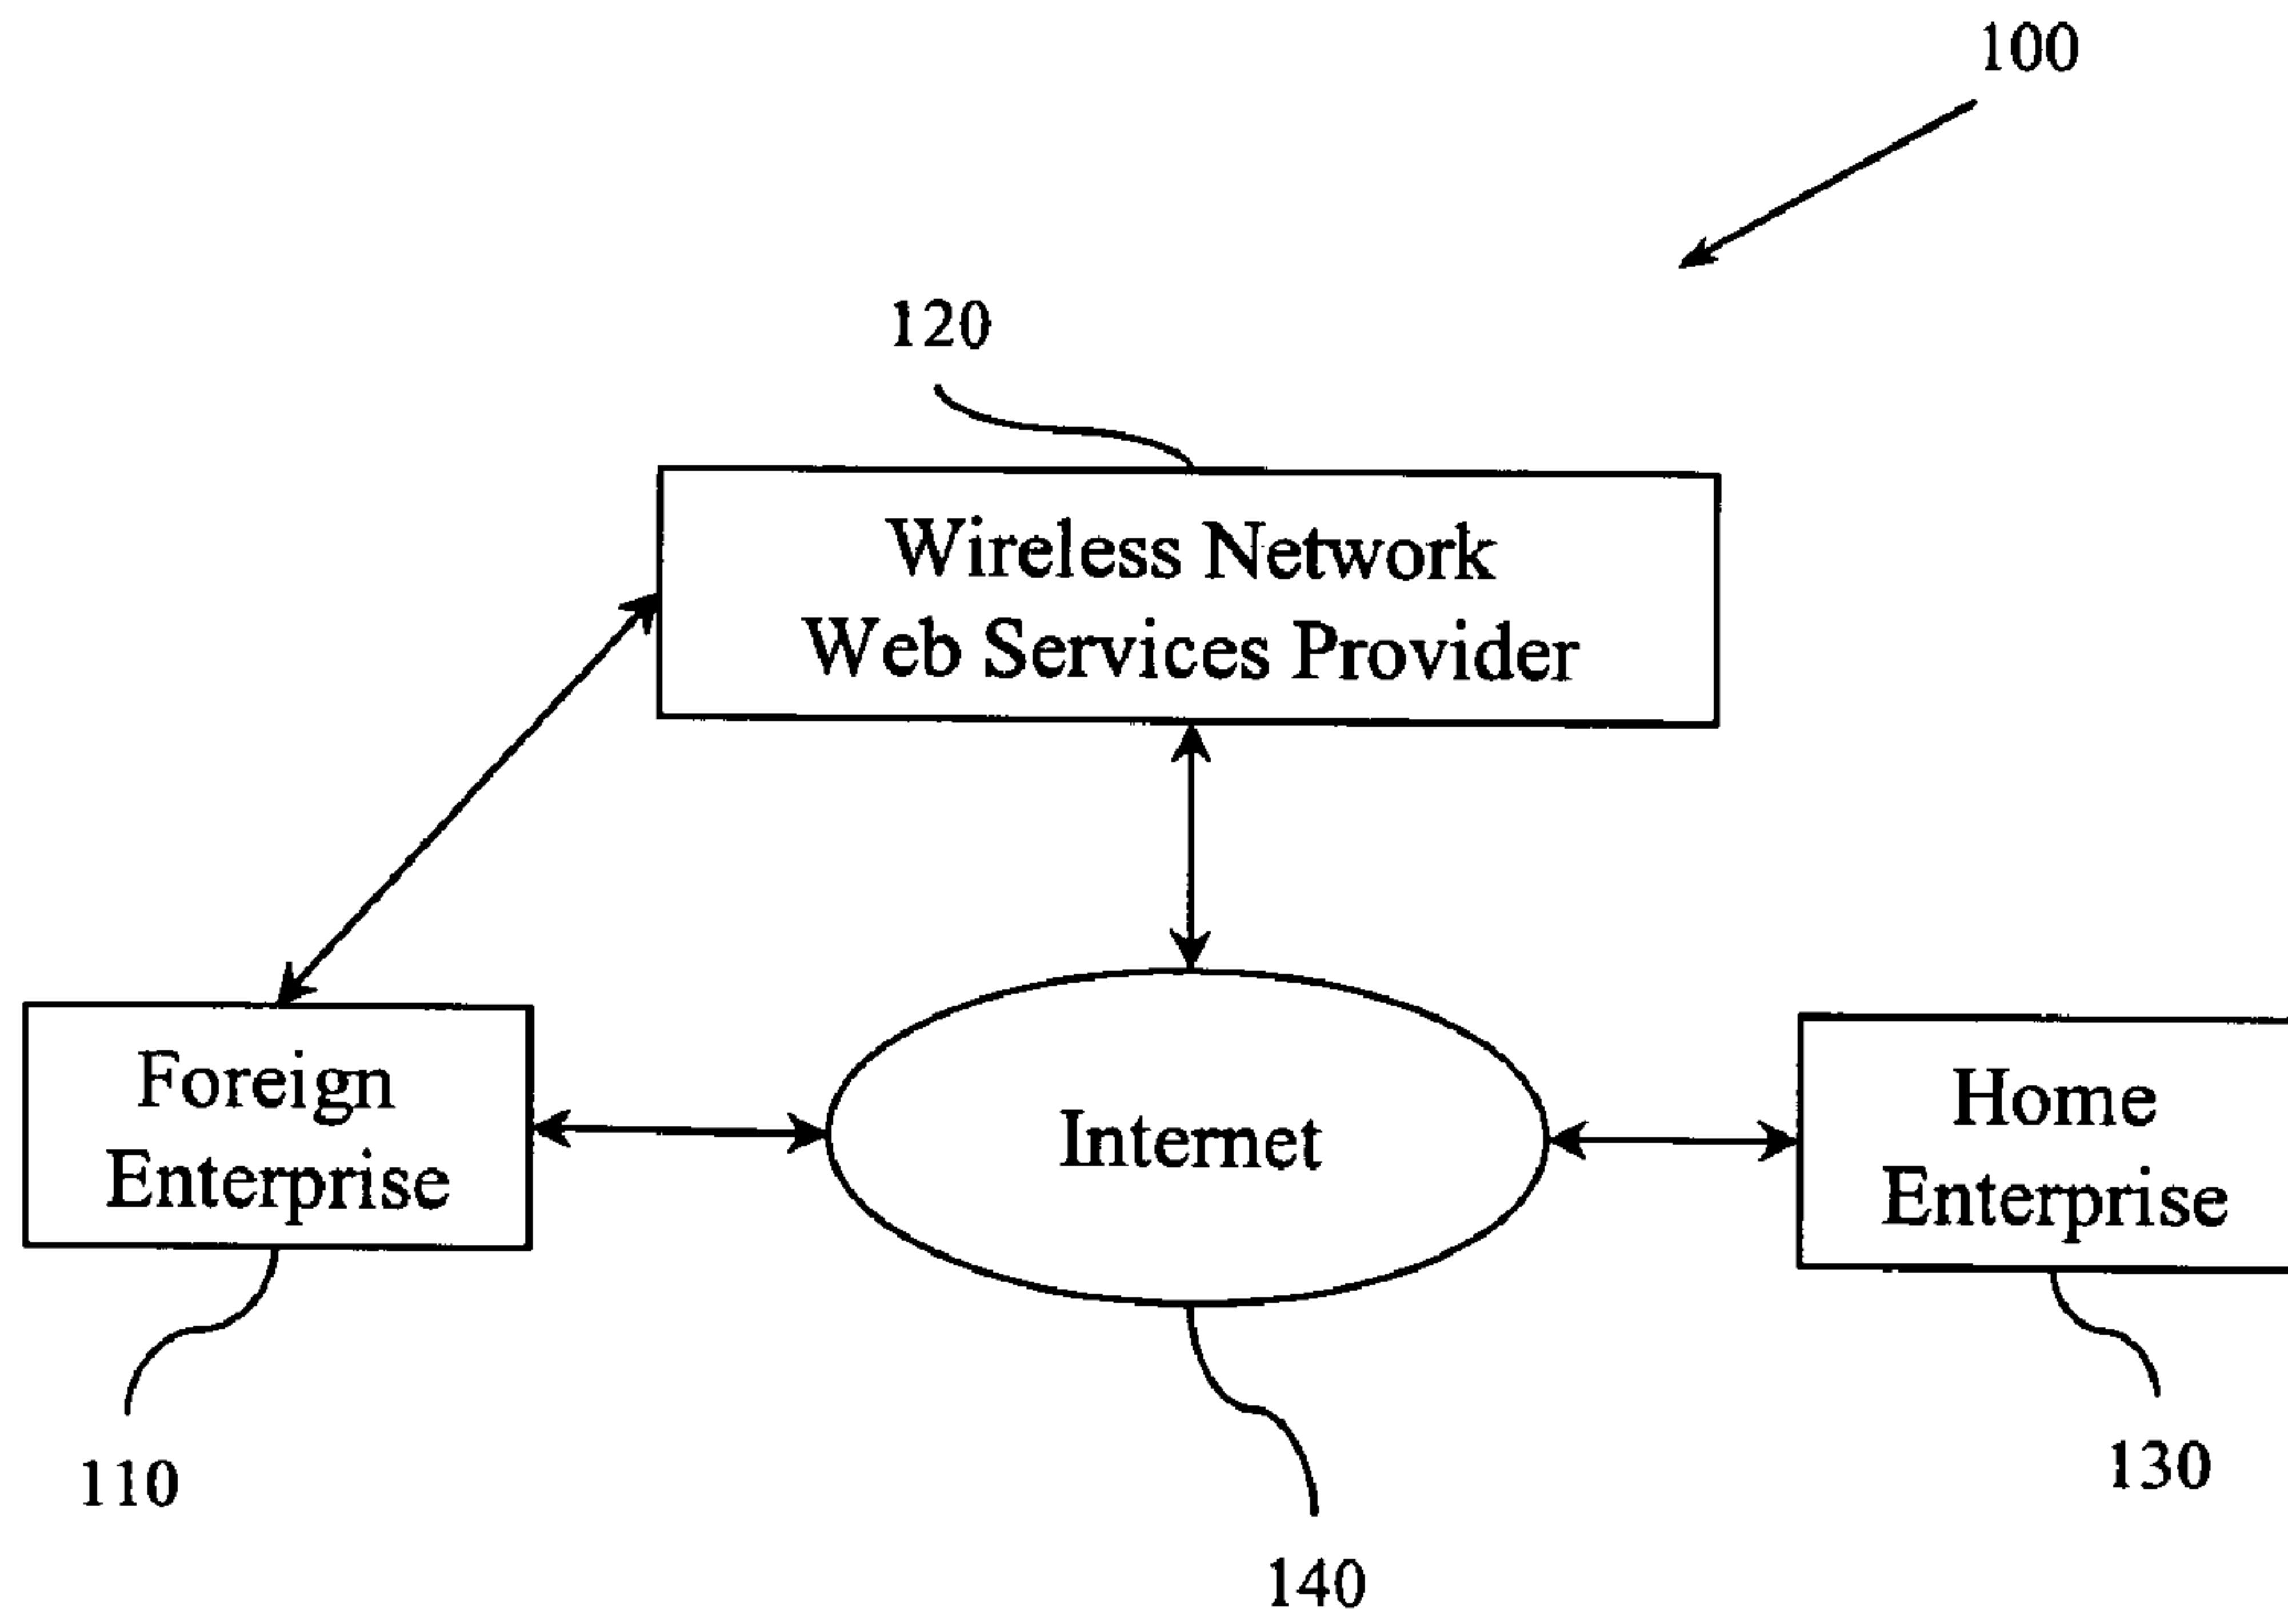 100
120
Wireless Network
Web Services Provider
Foreign
Enterprise
Internet
Home
Enterprise
110
130
140